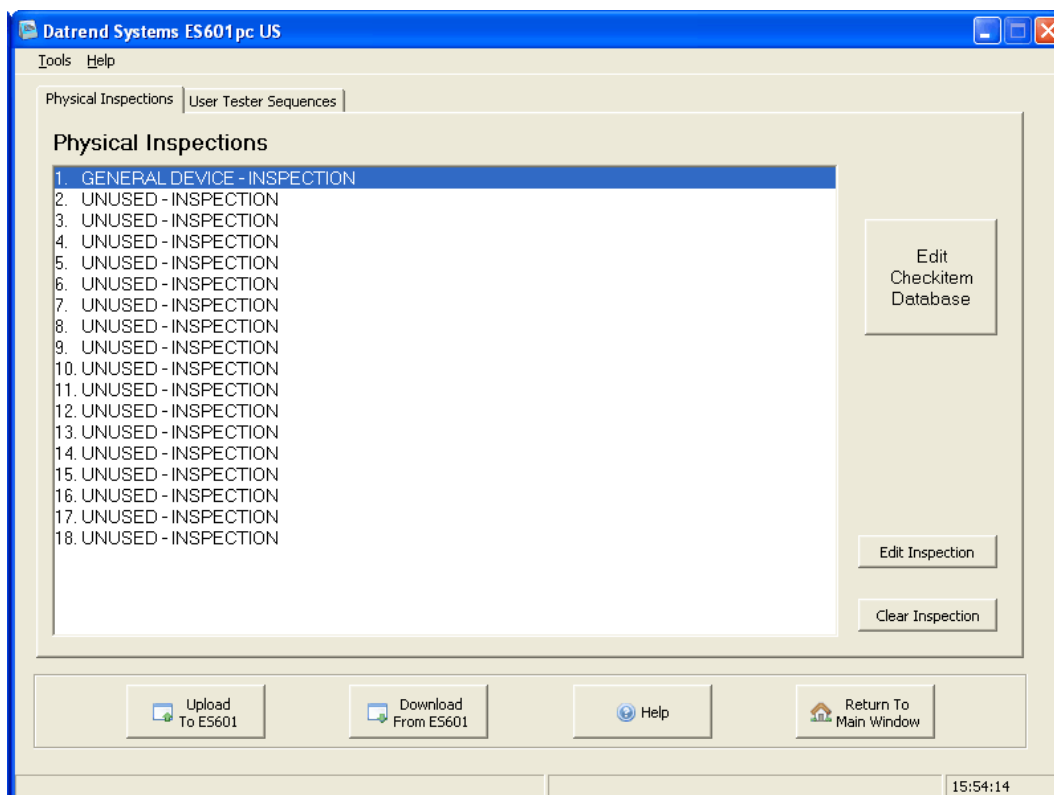 Datrend Systems ES601pc US
Tools Help
Physical Inspections User Tester Sequences
Physical Inspections
1. GENERAL DEVICE - INSPECTION
2. UNUSED - INSPECTION
3. UNUSED - INSPECTION
4. UNUSED - INSPECTION
5. UNUSED - INSPECTION
6. UNUSED - INSPECTION
7. UNUSED - INSPECTION
8. UNUSED - INSPECTION
9. UNUSED - INSPECTION
10. UNUSED - INSPECTION
11. UNUSED - INSPECTION
12. UNUSED - INSPECTION
13. UNUSED - INSPECTION
14. UNUSED - INSPECTION
15. UNUSED - INSPECTION
16. UNUSED - INSPECTION
17. UNUSED - INSPECTION
18. UNUSED - INSPECTION
Edit
Checkitem
Database
Edit Inspection
Clear Inspection
Upload
To ES601
Download
From ES601
Help
Return To
Main Window
15:54:14